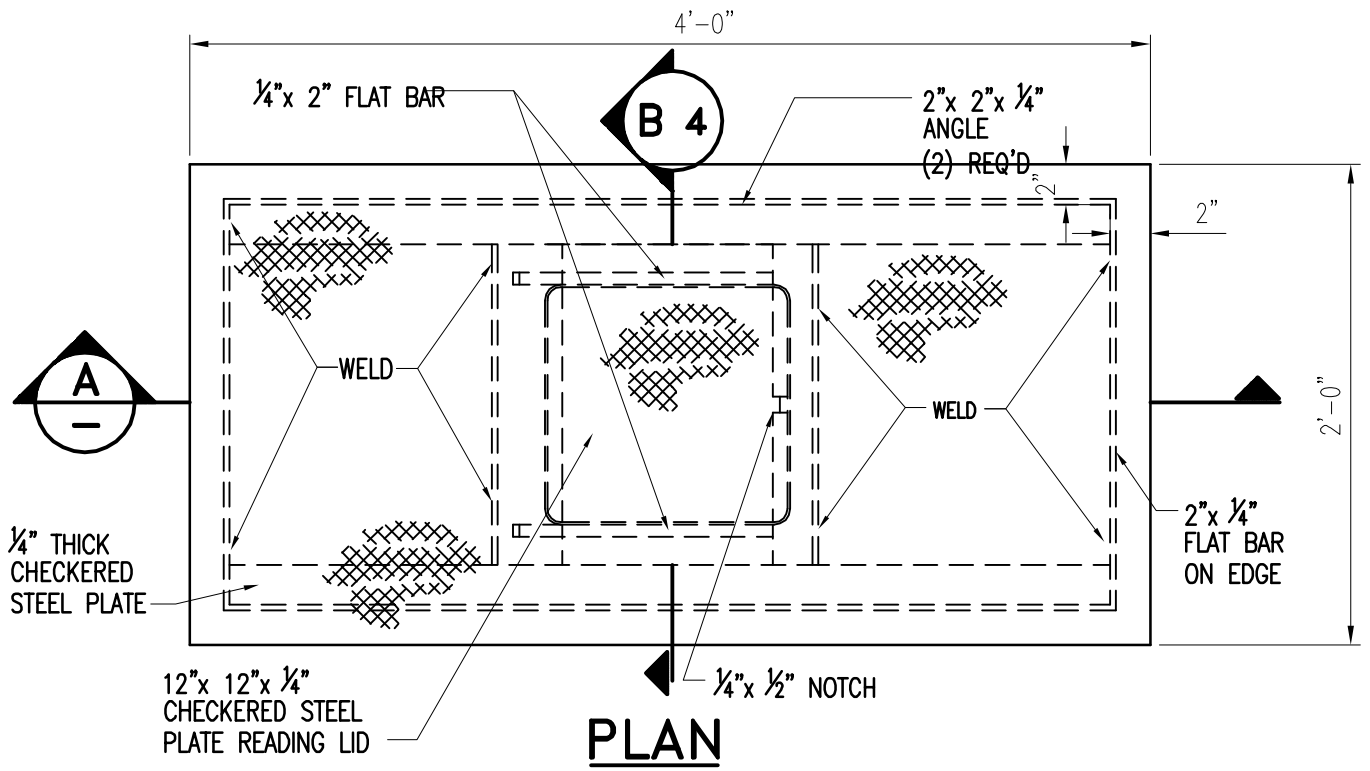 4'-0"
¼"x 2" FLAT BAR
B 4
2"x 2"x ¼"
ANGLE
(2) REQ'D
2"
2"
A
–
WELD
WELD
2'-0"
¼" THICK
CHECKERED
STEEL PLATE
2"x ¼"
FLAT BAR
ON EDGE
12"x 12"x ¼"
CHECKERED STEEL
PLATE READING LID
¼"x ½" NOTCH
PLAN